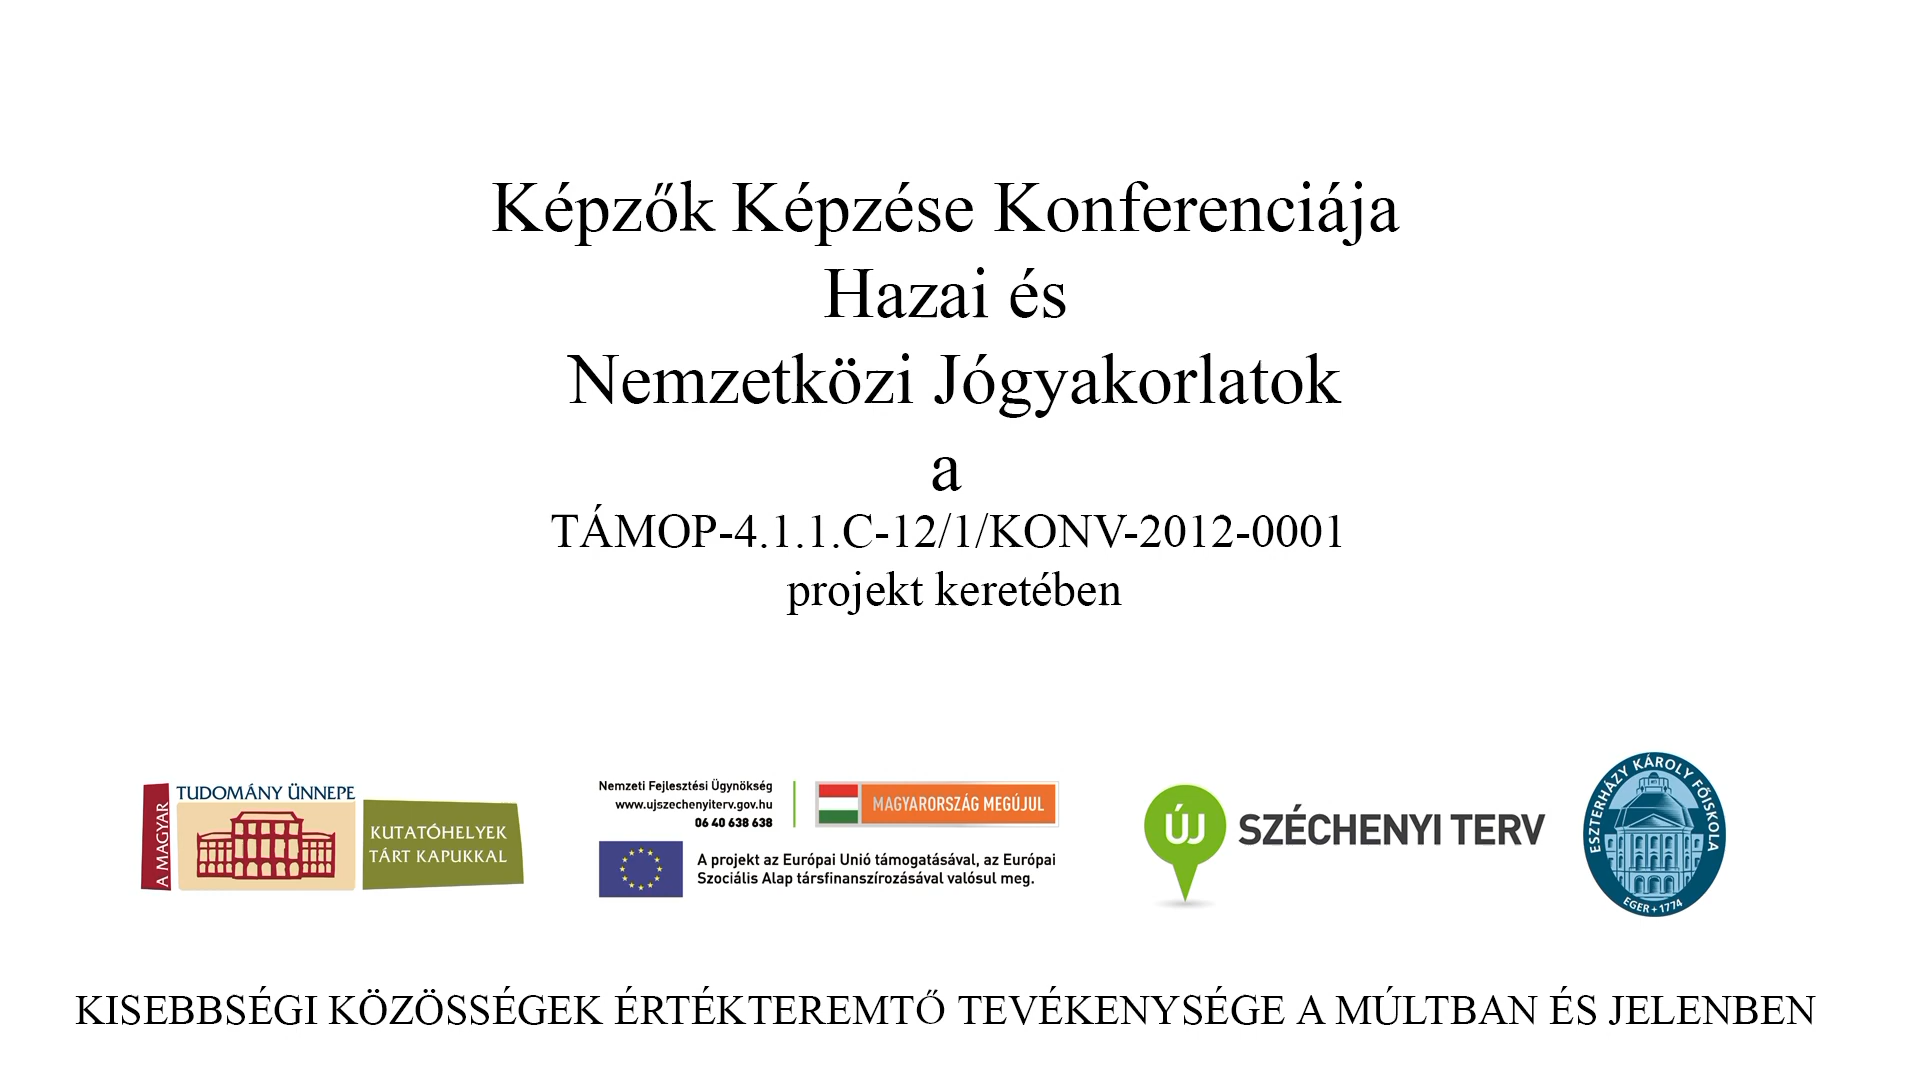 Képzők Képzése Konferenciája
Hazai és
Nemzetközi Jógyakorlatok
a
TÁMOP-4.1.1.C-12/1/KONV-2012-0001
projekt keretében
A MAGYAR
TUDOMÁNY ÜNNEPE
KUTATÓHELYEK
TÁRT KAPUKKAL
Nemzeti Fejlesztési Ügynökség
www.ujszechenyiterv.gov.hu
06 40 638 638
MAGYARORSZÁG MEGÚJUL
A projekt az Európai Unió támogatásával, az Európai
Szociális Alap társfinanszírozásával valósul meg.
ÚJ SZÉCHENYI TERV
ESZTERHÁZY KÁROLY FŐISKOLA
EGER + 1774
KISEBBSÉGI KÖZÖSSÉGEK ÉRTÉKTEREMTŐ TEVÉKENYSÉGE A MÚLTBAN ÉS JELENBEN